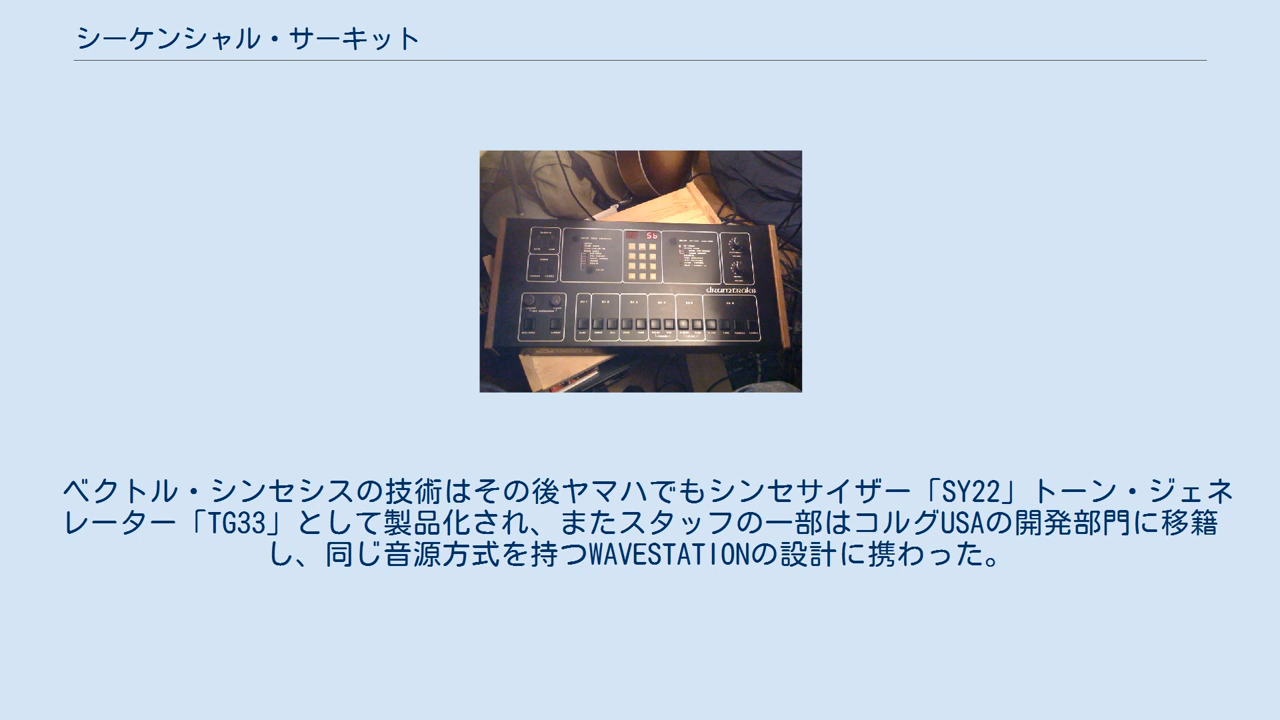 シーケンシャル・サーキット
56
drumtraks
ベクトル・シンセシスの技術はその後ヤマハでもシンセサイザー「SY22」トーン・ジェネ
レーター「TG33」として製品化され、またスタッフの一部はコルグUSAの開発部門に移籍
し、同じ音源方式を持つWAVESTATIONの設計に携わった。